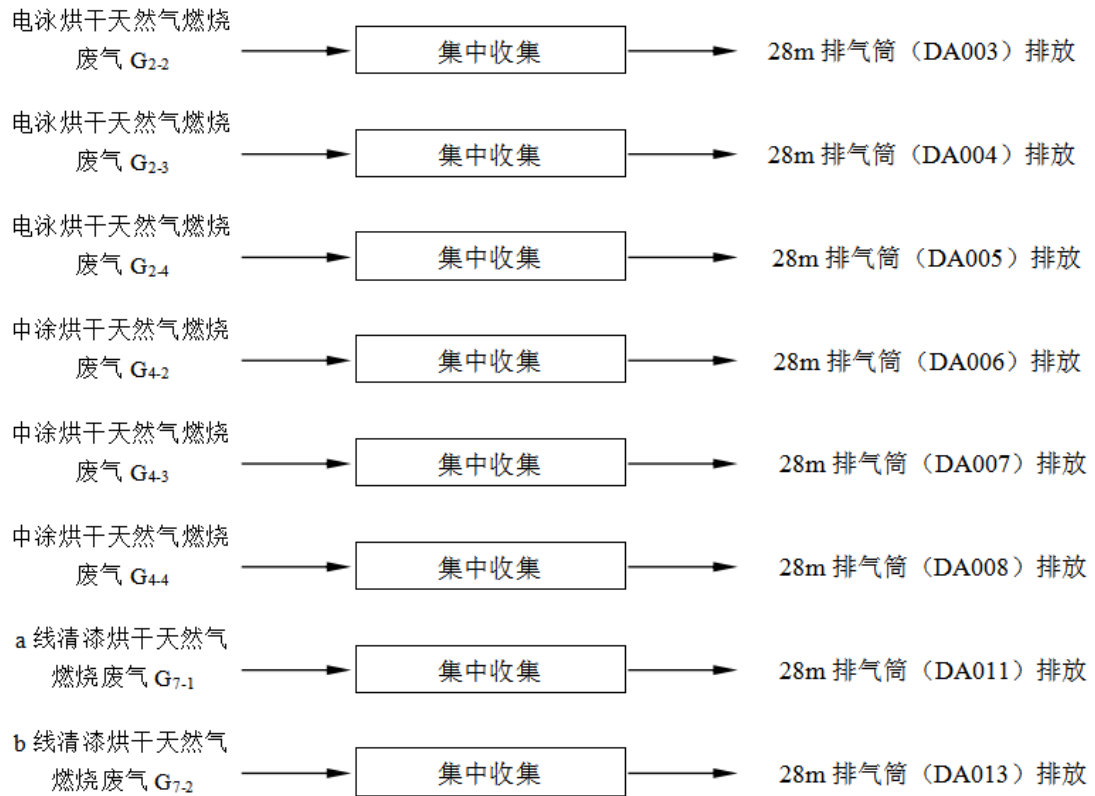 电泳烘干天然气燃烧
废气 G2-2
集中收集
28m 排气筒（DA003）排放
电泳烘干天然气燃烧
废气 G2-3
集中收集
28m 排气筒（DA004）排放
电泳烘干天然气燃烧
废气 G2-4
集中收集
28m 排气筒（DA005）排放
中涂烘干天然气燃烧
废气 G4-2
集中收集
28m 排气筒（DA006）排放
中涂烘干天然气燃烧
废气 G4-3
集中收集
28m 排气筒（DA007）排放
中涂烘干天然气燃烧
废气 G4-4
集中收集
28m 排气筒（DA008）排放
a 线清漆烘干天然气
燃烧废气 G7-1
集中收集
28m 排气筒（DA011）排放
b 线清漆烘干天然气
燃烧废气 G7-2
集中收集
28m 排气筒（DA013）排放